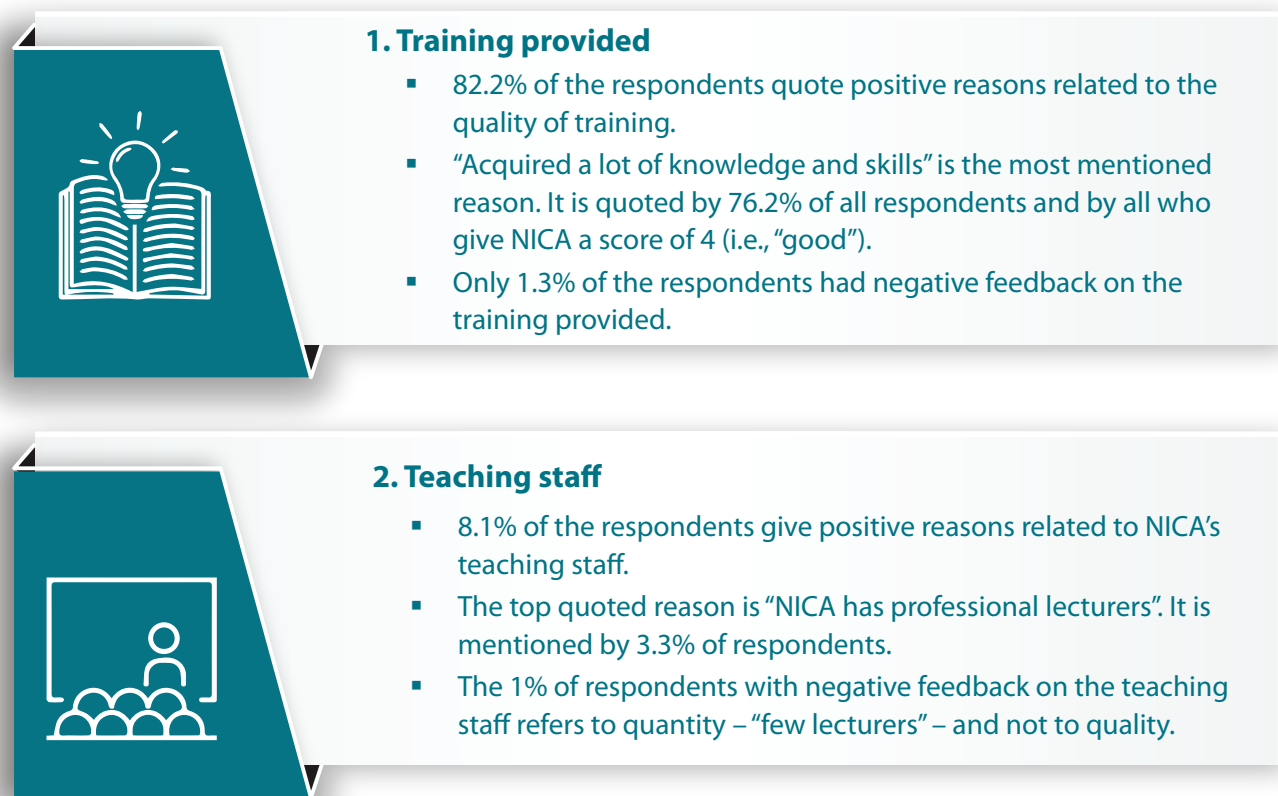 1. Training provided
▪ 82.2% of the respondents quote positive reasons related to the
quality of training.
▪ “Acquired a lot of knowledge and skills” is the most mentioned
reason. It is quoted by 76.2% of all respondents and by all who
give NICA a score of 4 (i.e., “good”).
▪ Only 1.3% of the respondents had negative feedback on the
training provided.
2. Teaching staff
▪ 8.1% of the respondents give positive reasons related to NICA’s
teaching staff.
▪ The top quoted reason is “NICA has professional lecturers”. It is
mentioned by 3.3% of respondents.
▪ The 1% of respondents with negative feedback on the teaching
staff refers to quantity – “few lecturers” – and not to quality.